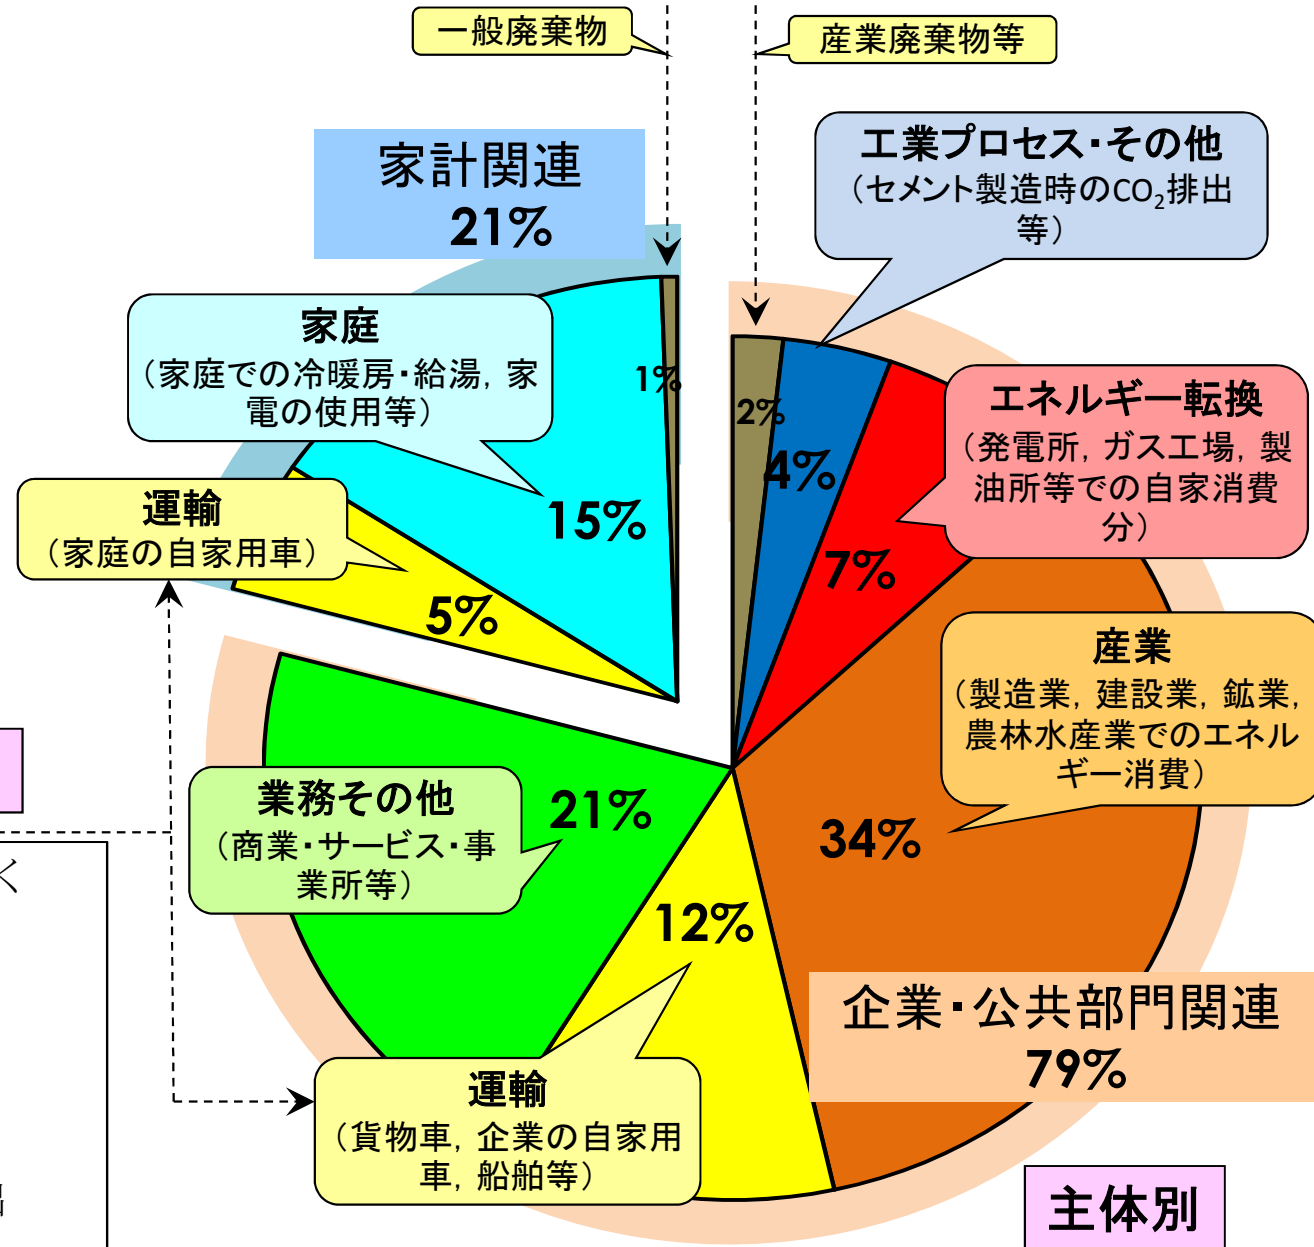 一般廃棄物
産業廃棄物等
家計関連
21%
工業プロセス・その他
（セメント製造時のCO₂排出
等）
家庭
（家庭での冷暖房・給湯，家
電の使用等）
1%
2%
4%
エネルギー転換
（発電所，ガス工場，製
油所等での自家消費
分）
運輸
（家庭の自家用車）
15%
7%
5%
産業
（製造業，建設業，鉱業，
農林水産業でのエネル
ギー消費）
業務その他
（商業・サービス・事
業所等）
21%
34%
く
12%
企業・公共部門関連
79%
運輸
（貨物車，企業の自家用
車，船舶等）
主体別